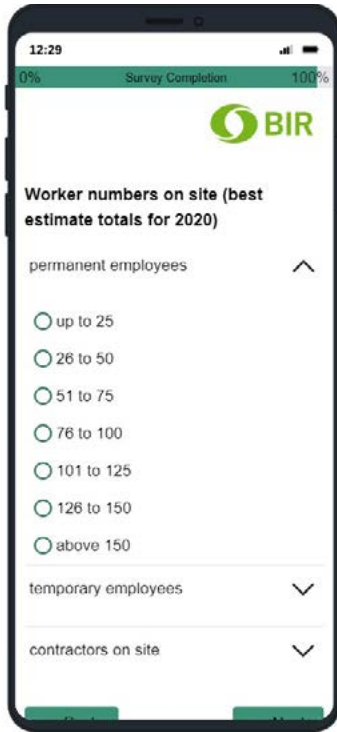 12:29
0% Survey Completion 100%
BIR
Worker numbers on site (best
estimate totals for 2020)
permanent employees
up to 25
26 to 50
51 to 75
76 to 100
101 to 125
126 to 150
above 150
temporary employees
contractors on site